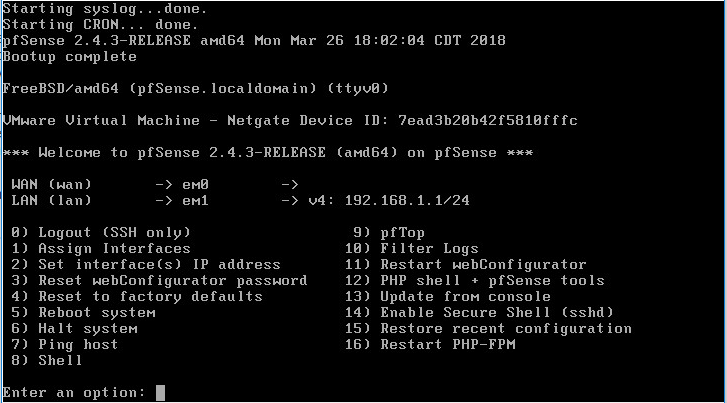 Starting syslog...done.
Starting CRON... done.
pfSense 2.4.3-RELEASE amd64 Mon Mar 26 18:02:04 CDT 2018
Bootup complete
FreeBSD/amd64 (pfSense.localdomain) (ttyv0)
VMware Virtual Machine - Netgate Device ID: 7ead3b20b42f5810fffc
*** Welcome to pfSense 2.4.3-RELEASE (amd64) on pfSense ***
WAN (wan) -> em0 ->
LAN (lan) -> em1 -> v4: 192.168.1.1/24
0) Logout (SSH only) 9) pfTop
1) Assign Interfaces 10) Filter Logs
2) Set interface(s) IP address 11) Restart webConfigurator
3) Reset webConfigurator password 12) PHP shell + pfSense tools
4) Reset to factory defaults 13) Update from console
5) Reboot system 14) Enable Secure Shell (sshd)
6) Halt system 15) Restore recent configuration
7) Ping host 16) Restart PHP-FPM
8) Shell
Enter an option: